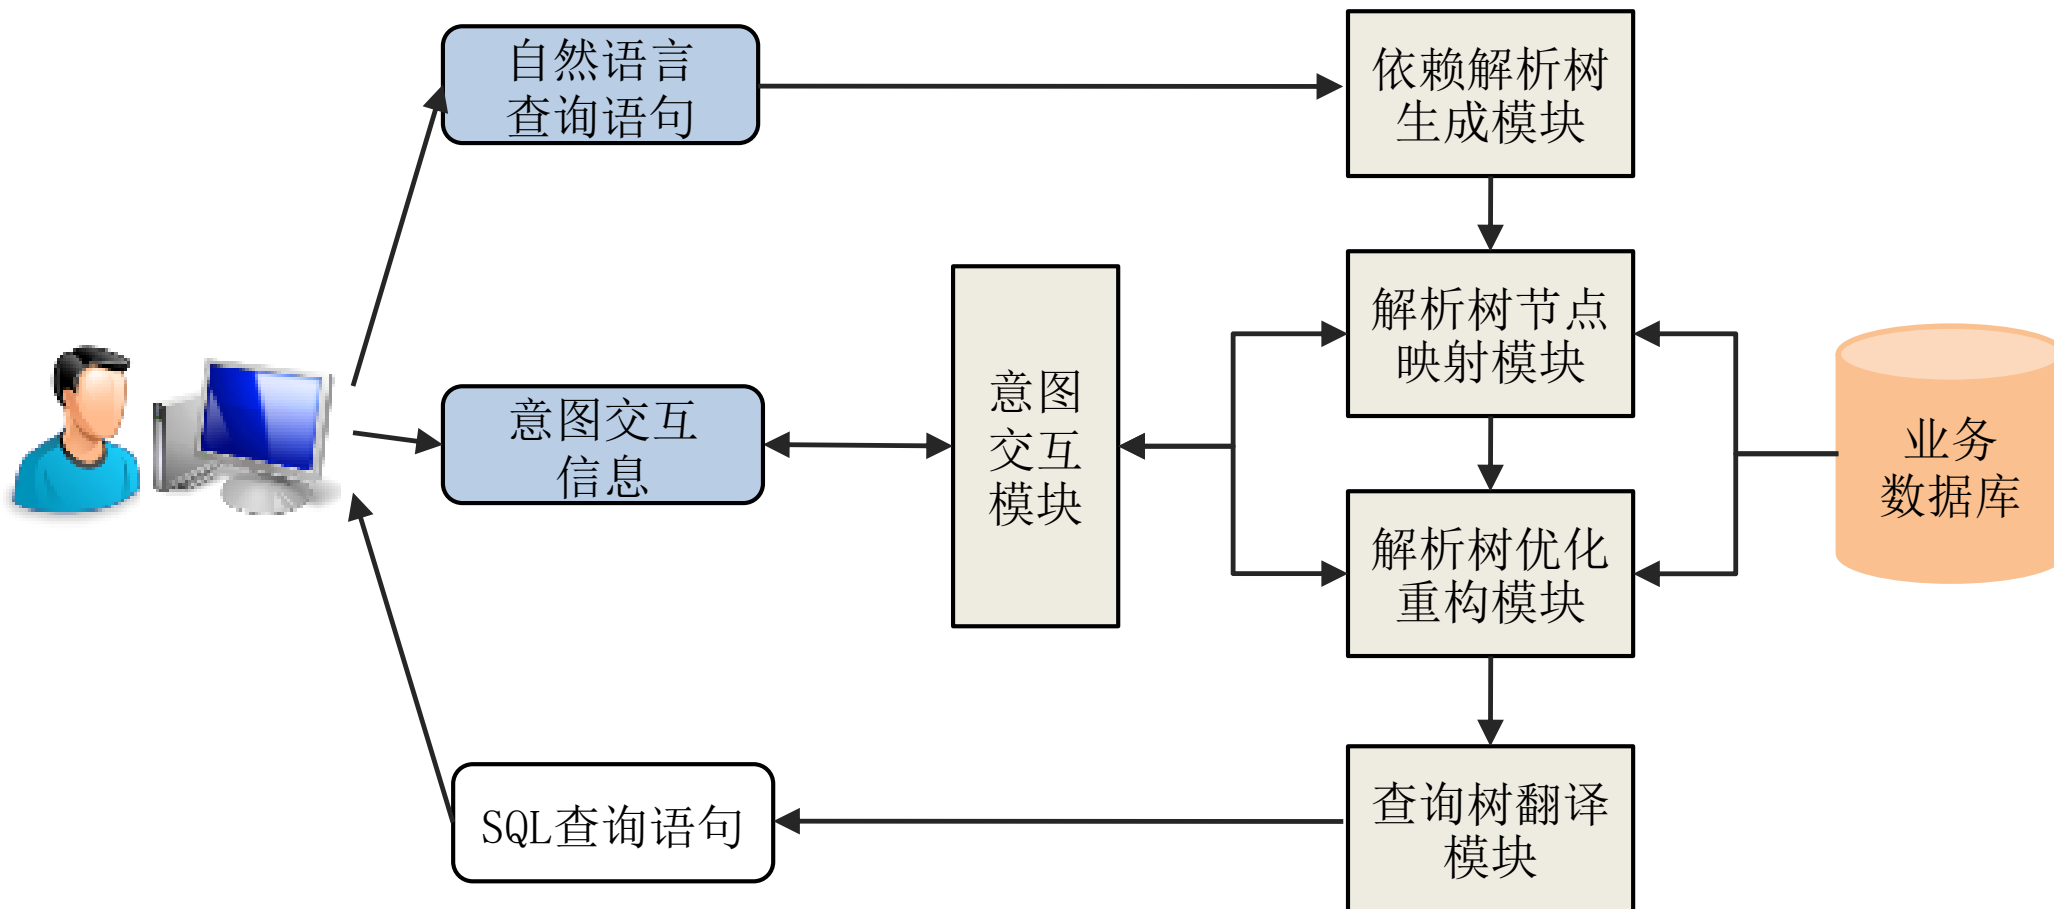 自然语言
查询语句
依赖解析树
生成模块
解析树节点
映射模块
意图
交互
模块
意图交互
信息
业务
数据库
解析树优化
重构模块
SQL查询语句
查询树翻译
模块